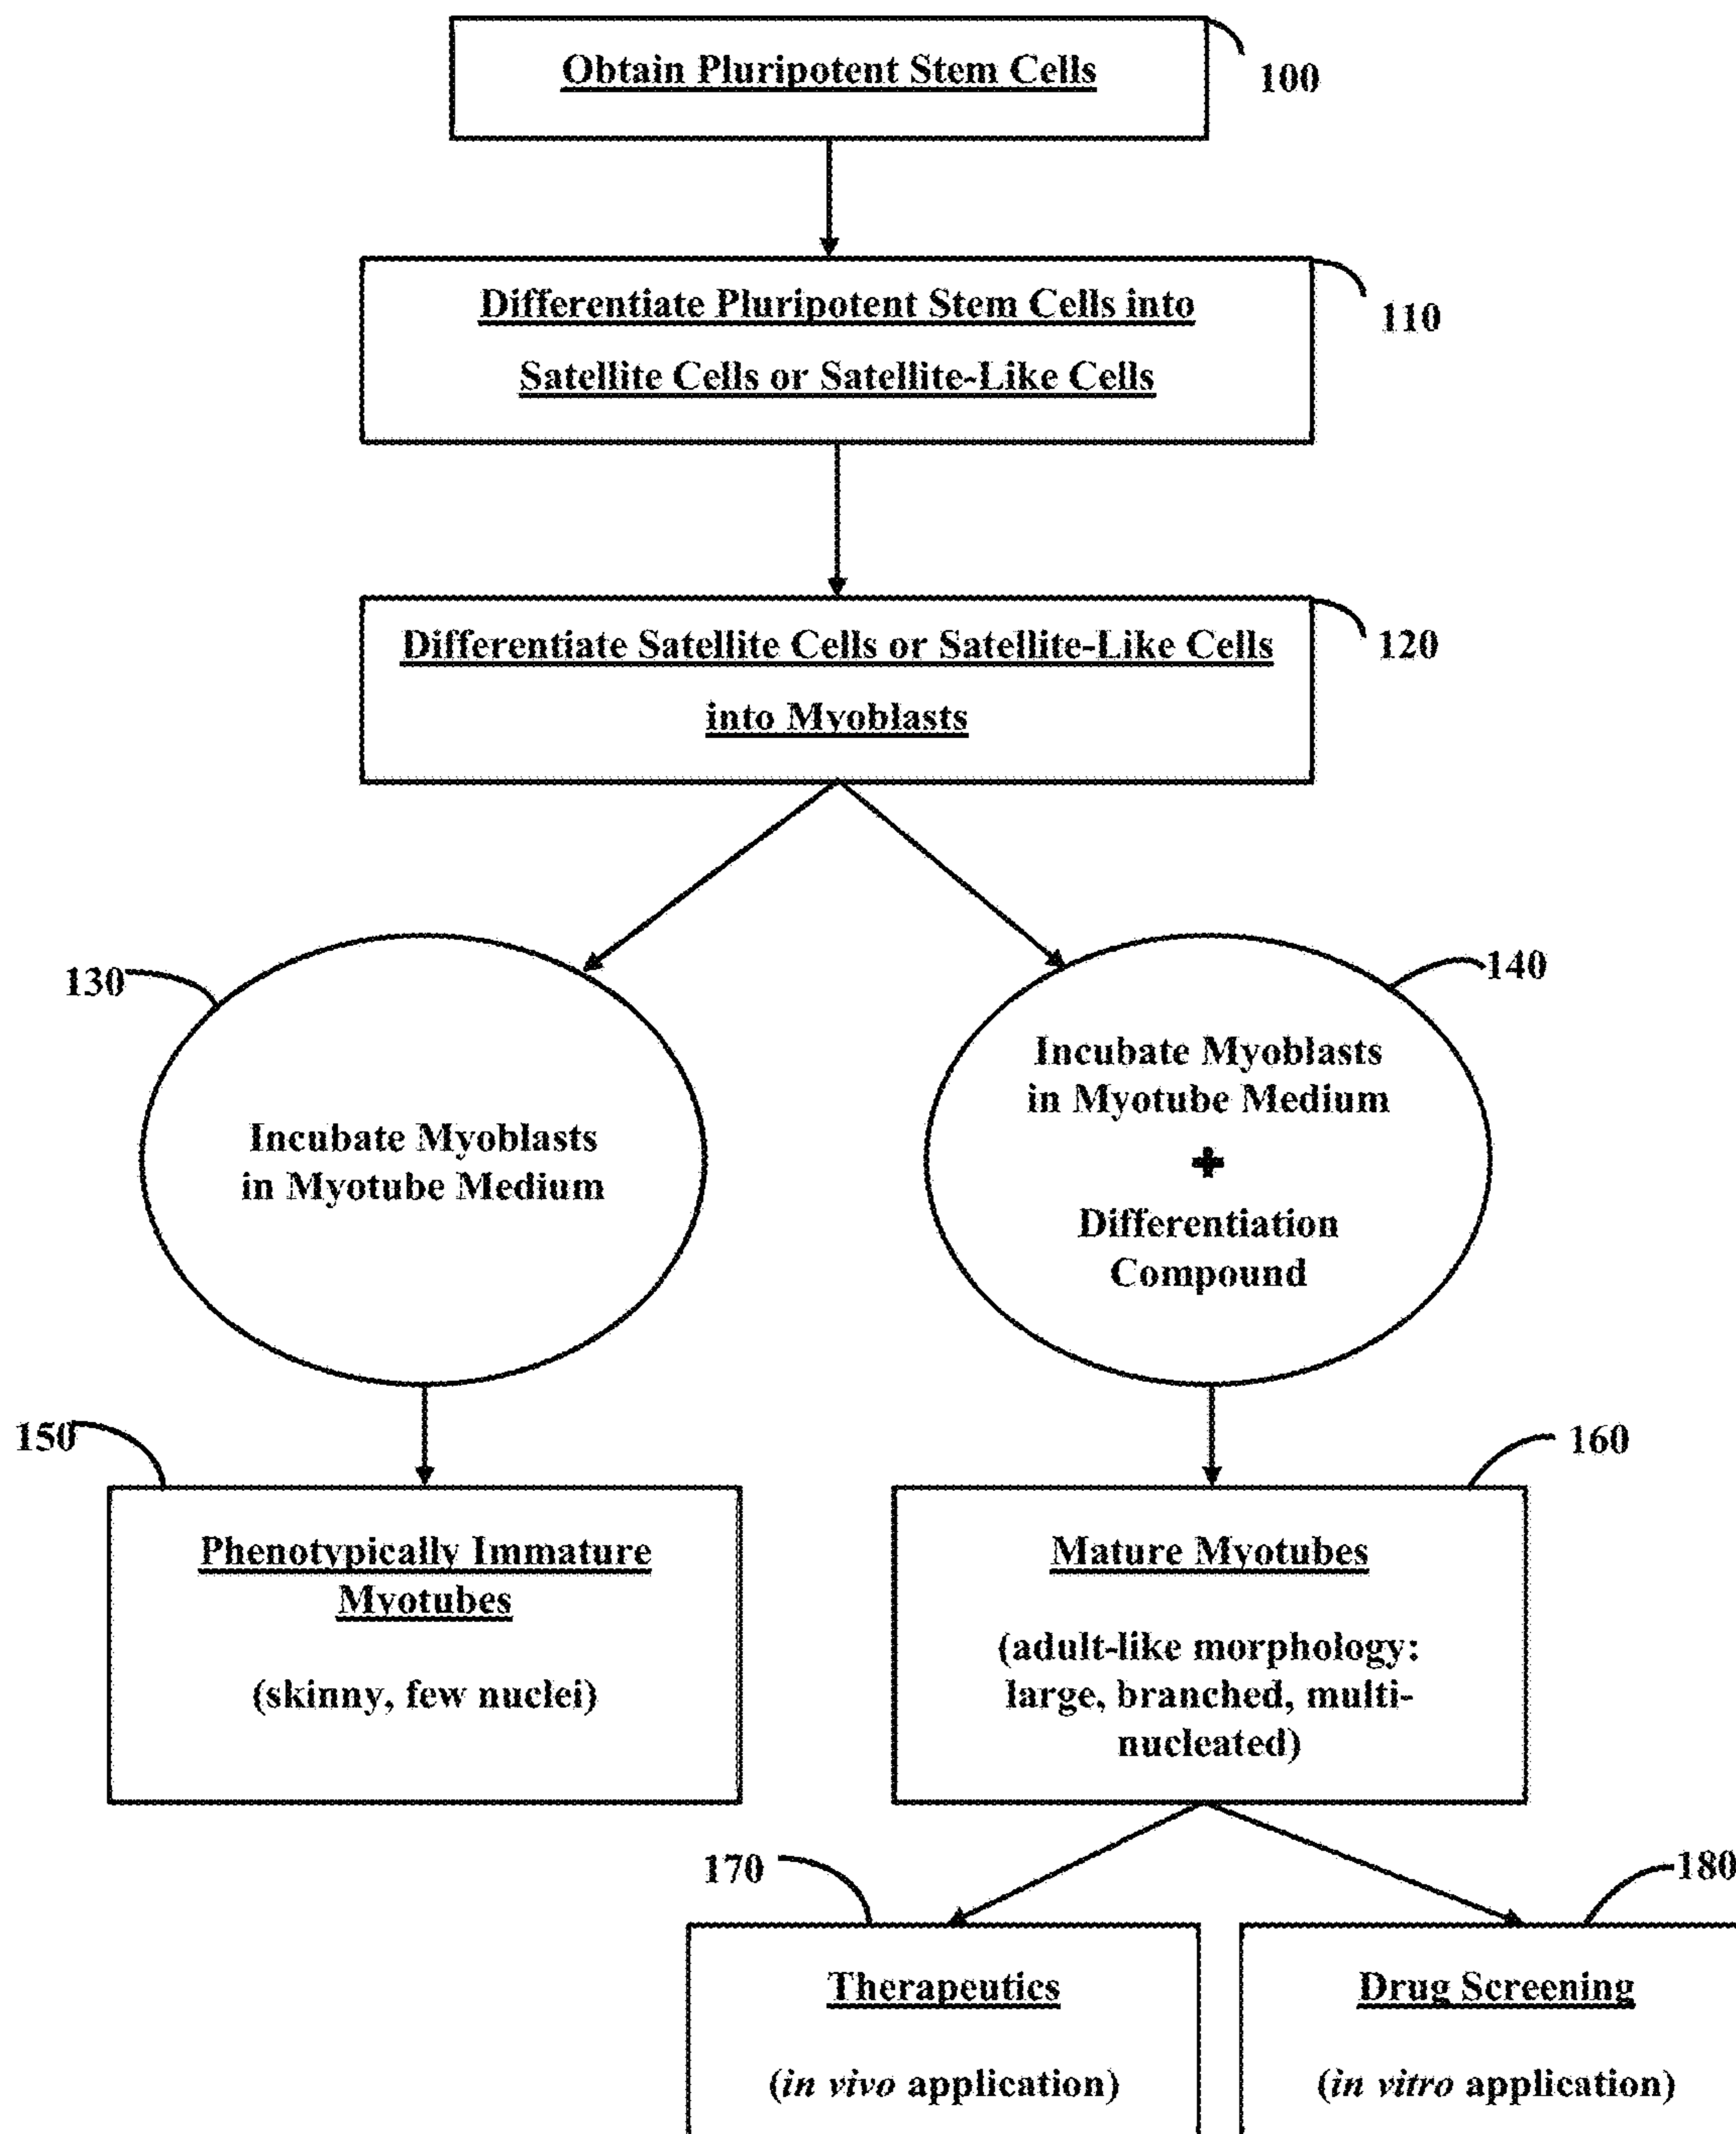 Obtain Pluripotent Stem Cells
100
Differentiate Pluripotent Stem Cells into
Satellite Cells or Satellite-Like Cells
110
Differentiate Satellite Cells or Satellite-Like Cells
into Myoblasts
120
130
Incubate Myoblasts
in Myotube Medium
140
Incubate Myoblasts
in Myotube Medium
+
Differentiation
Compound
150
Phenotypically Immature
Myotubes
(skinny, few nuclei)
160
Mature Myotubes
(adult-like morphology:
large, branched, multi-
nucleated)
170
Therapeutics
(in vivo application)
180
Drug Screening
(in vitro application)